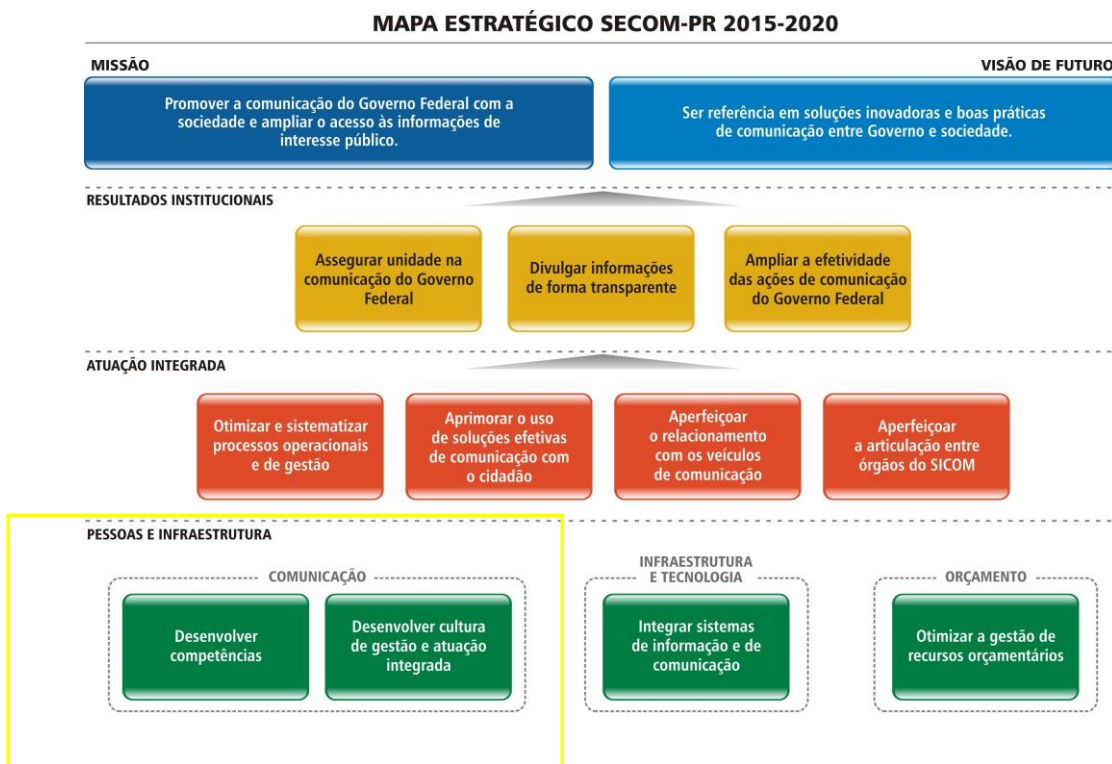 MAPA ESTRATÉGICO SECOM-PR 2015-2020
MISSÃO
VISÃO DE FUTURO
Promover a comunicação do Governo Federal com a
sociedade e ampliar o acesso às informações de
interesse público.
Ser referência em soluções inovadoras e boas práticas
de comunicação entre Governo e sociedade.
RESULTADOS INSTITUCIONAIS
Assegurar unidade na
comunicação do Governo
Federal
Divulgar informações
de forma transparente
Ampliar a efetividade
das ações de comunicação
do Governo Federal
ATUAÇÃO INTEGRADA
Otimizar e sistematizar
processos operacionais
e de gestão
Aprimorar o uso
de soluções efetivas
de comunicação com
o cidadão
Aperfeiçoar
o relacionamento
com os veículos
de comunicação
Aperfeiçoar
a articulação entre
órgãos do SICOM
PESSOAS E INFRAESTRUTURA
COMUNICAÇÃO
Desenvolver
competências
Desenvolver cultura
de gestão e atuação
integrada
INFRAESTRUTURA
E TECNOLOGIA
Integrar sistemas
de informação e de
comunicação
ORÇAMENTO
Otimizar a gestão de
recursos orçamentários